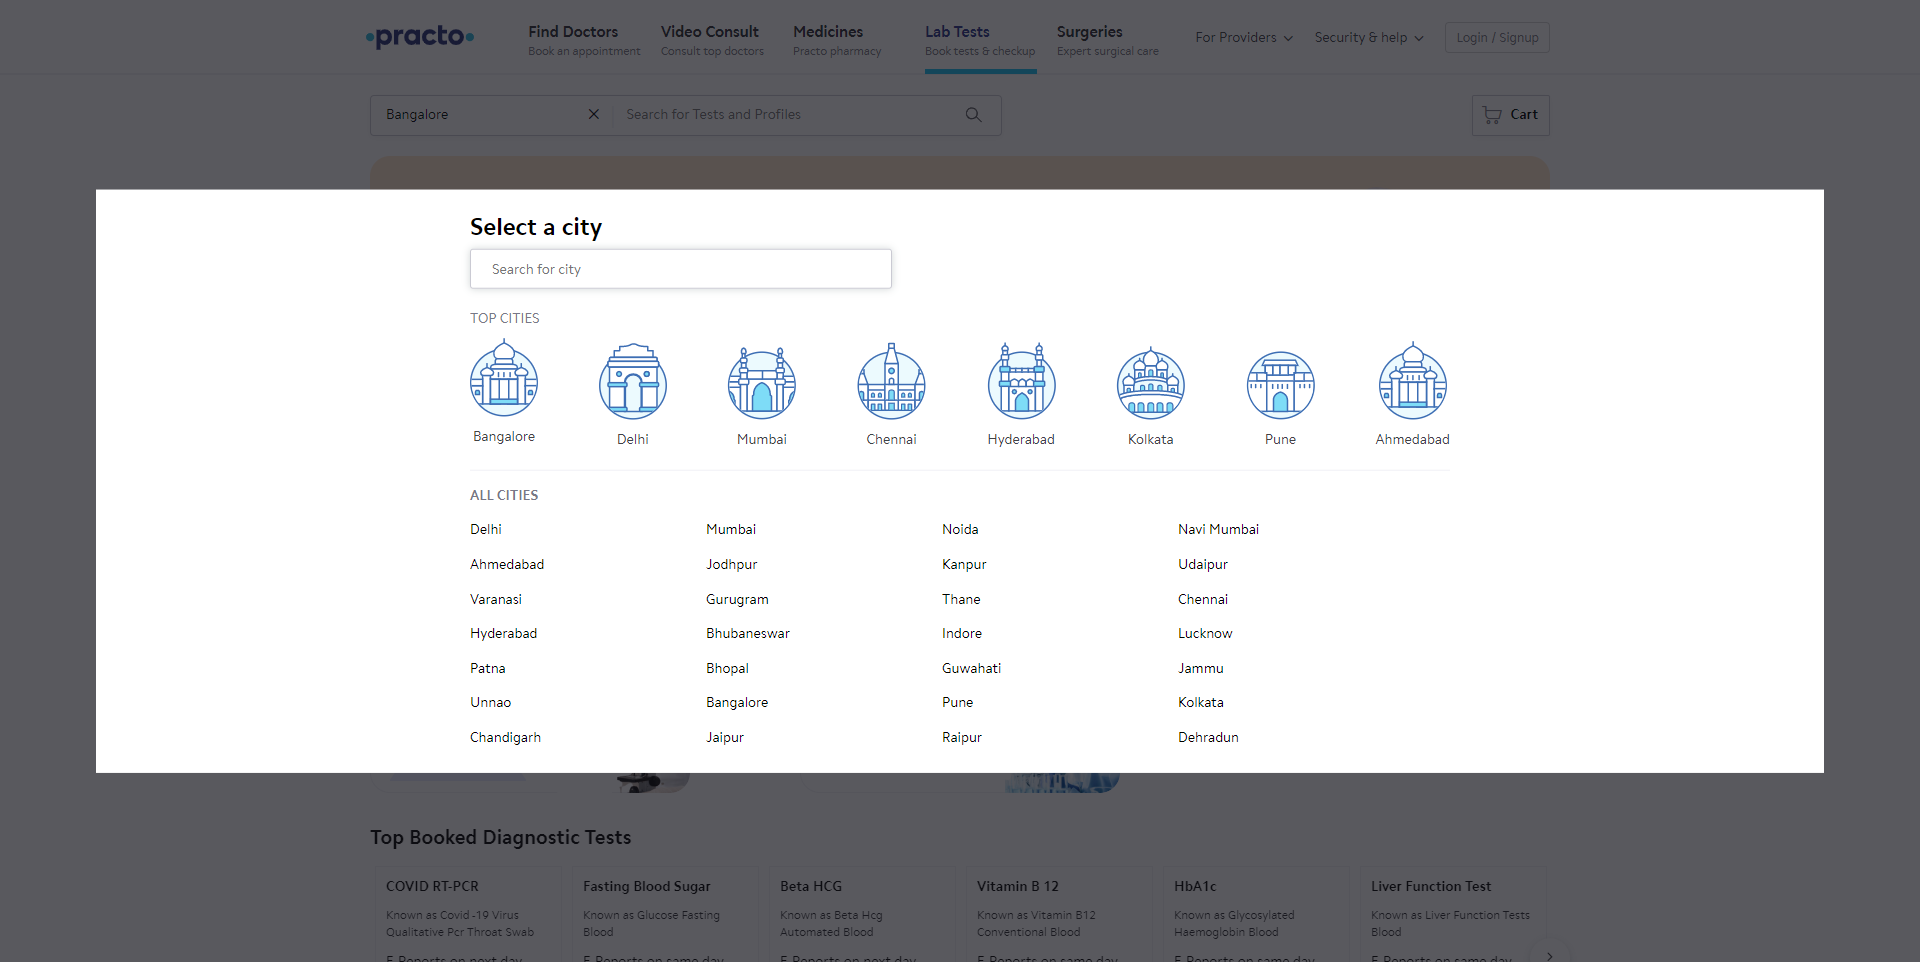 practo
Find Doctors
Book an appointment
Video Consult
Consult top doctors
Medicines
Practo pharmacy
Lab Tests
Book tests & checkup
Surgeries
Expert surgical care
For Providers
Security & help
Login / Signup
Bangalore
Search for Tests and Profiles
Cart
Select a city
Search for city
TOP CITIES
Bangalore
Delhi
Mumbai
Chennai
Hyderabad
Kolkata
Pune
Ahmedabad
ALL CITIES
Delhi Mumbai Noida Navi Mumbai
Ahmedabad Jodhpur Kanpur Udaipur
Varanasi Gurugram Thane Chennai
Hyderabad Bhubaneswar Indore Lucknow
Patna Bhopal Guwahati Jammu
Unnao Bangalore Pune Kolkata
Chandigarh Jaipur Raipur Dehradun
Top Booked Diagnostic Tests
COVID RT-PCR
Known as Covid-19 Virus
Qualitative Pcr Throat Swab
E-Reports on next day
Fasting Blood Sugar
Known as Glucose Fasting
Blood
E-Reports on same day
Beta HCG
Known as Beta Hcg
Automated Blood
E-Reports on next day
Vitamin B 12
Known as Vitamin B12
Conventional Blood
E-Reports on same day
HbA1c
Known as Glycosylated
Haemoglobin Blood
E-Reports on same day
Liver Function Test
Known as Liver Function Tests
Blood
E-Reports on same day